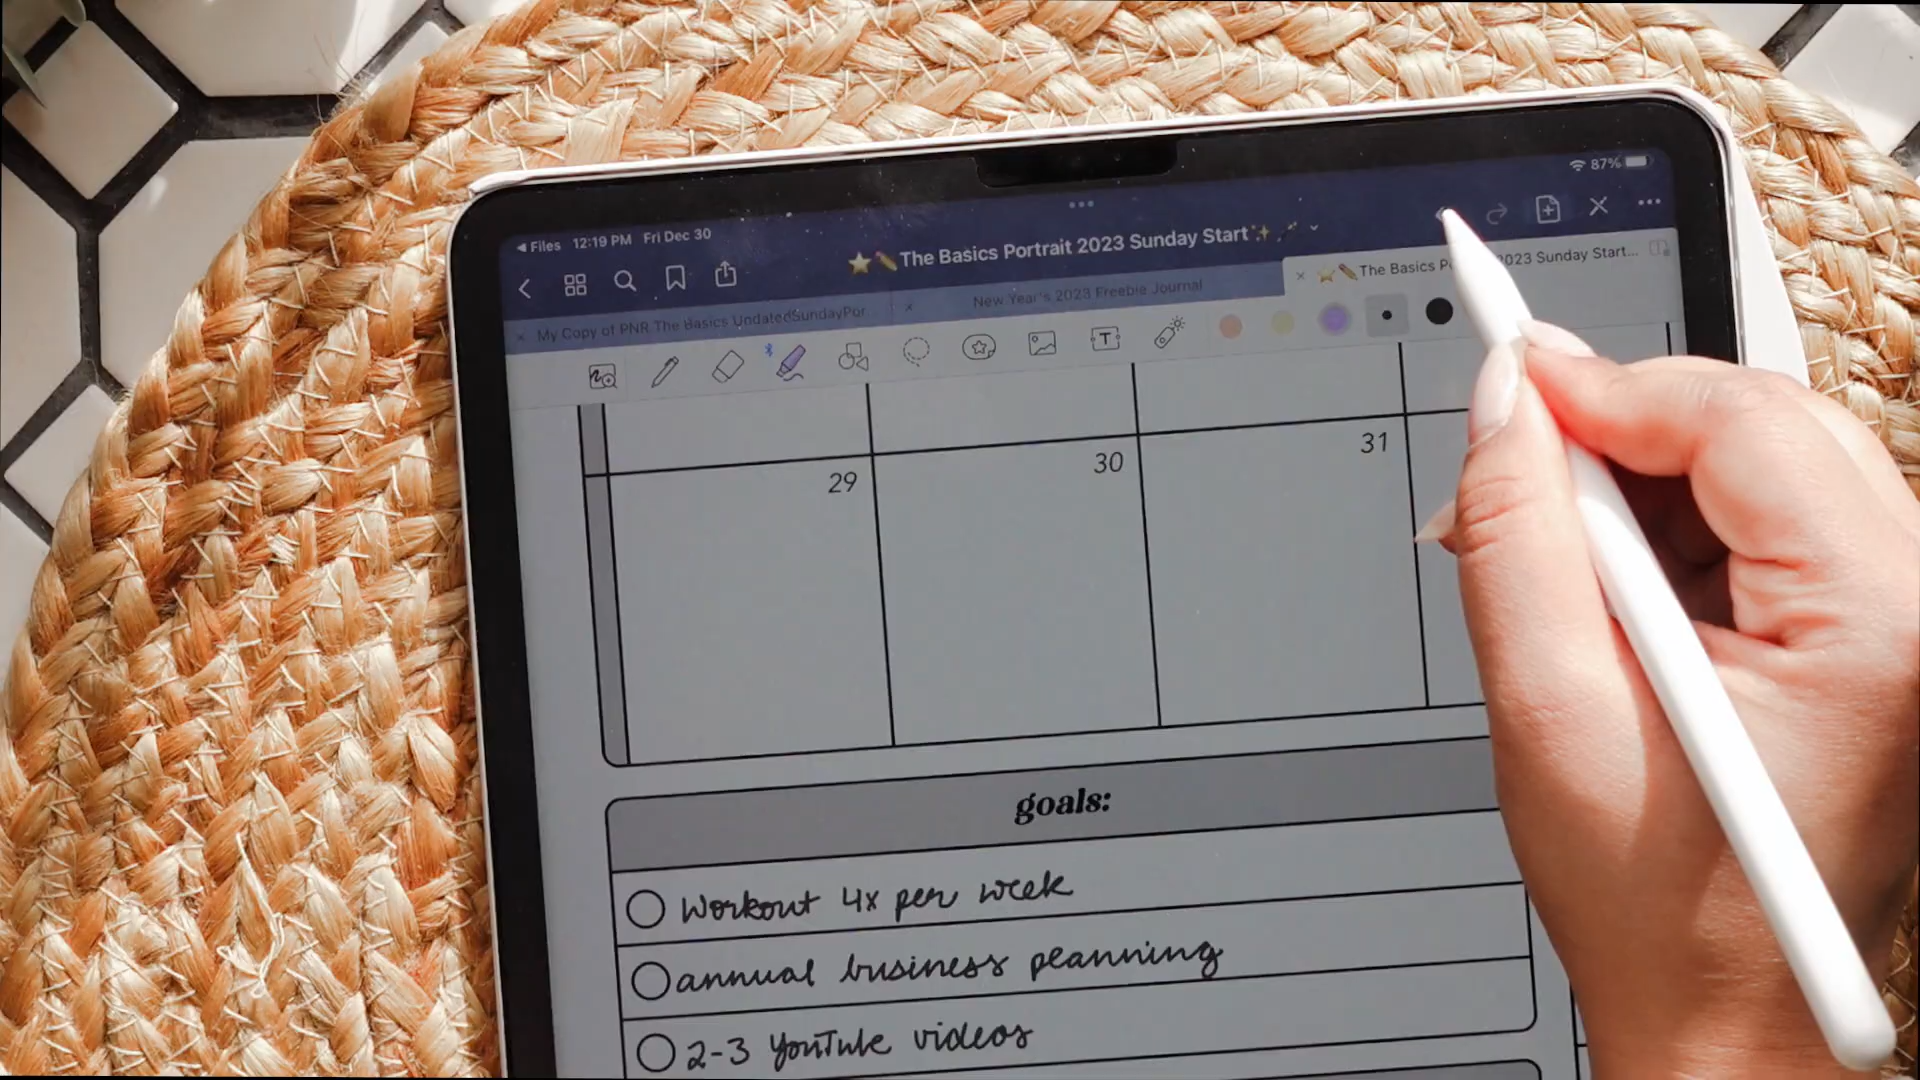 ◀ Files 12:19 PM Fri Dec 30
87%
⭐✏️The Basics Portrait 2023 Sunday Start✨
My Copy of PNR The Basics UndatedSundayPor
New Year's 2023 Freebie Journal
⭐✏️The Basics 2023 Sunday Start...
T
29
30
31
goals:
Workout 4x per week
annual business planning
2-3 YouTube videos